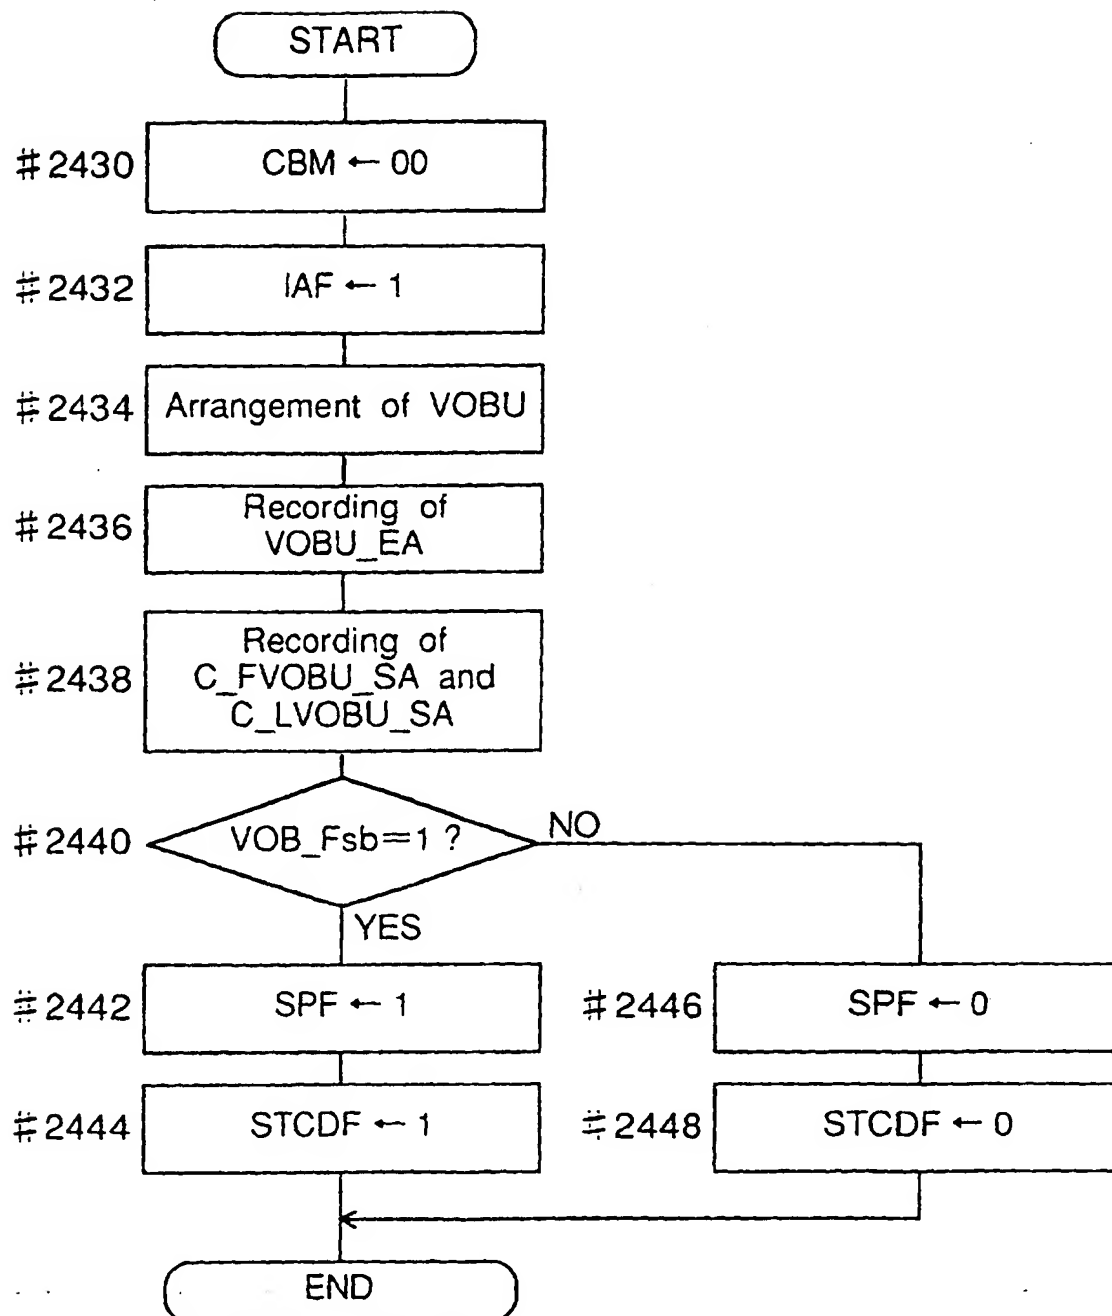 START
#2430 CBM ← 00
#2432 IAF ← 1
#2434 Arrangement of VOBU
#2436 Recording of
VOBU_EA
Recording of
#2438 C_FVOBU_SA and
C_LVOBU_SA
#2440 VOB_Fsb=1 ? NO
YES
#2442 SPF ← 1 #2446 SPF ← 0
#2444 STCDF ← 1 #2448 STCDF ← 0
END